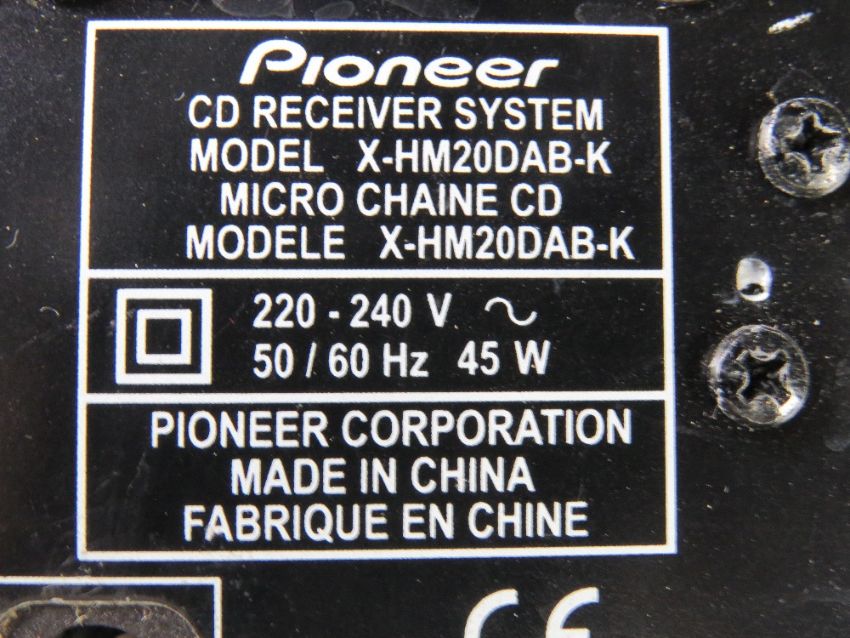 Pioneer
CD RECEIVER SYSTEM
MODEL X-HM20DAB-K
MICRO CHAINE CD
MODELE X-HM20DAB-K
220 - 240 V ~
50 / 60 Hz 45 W
PIONEER CORPORATION
MADE IN CHINA
FABRIQUE EN CHINE
CE